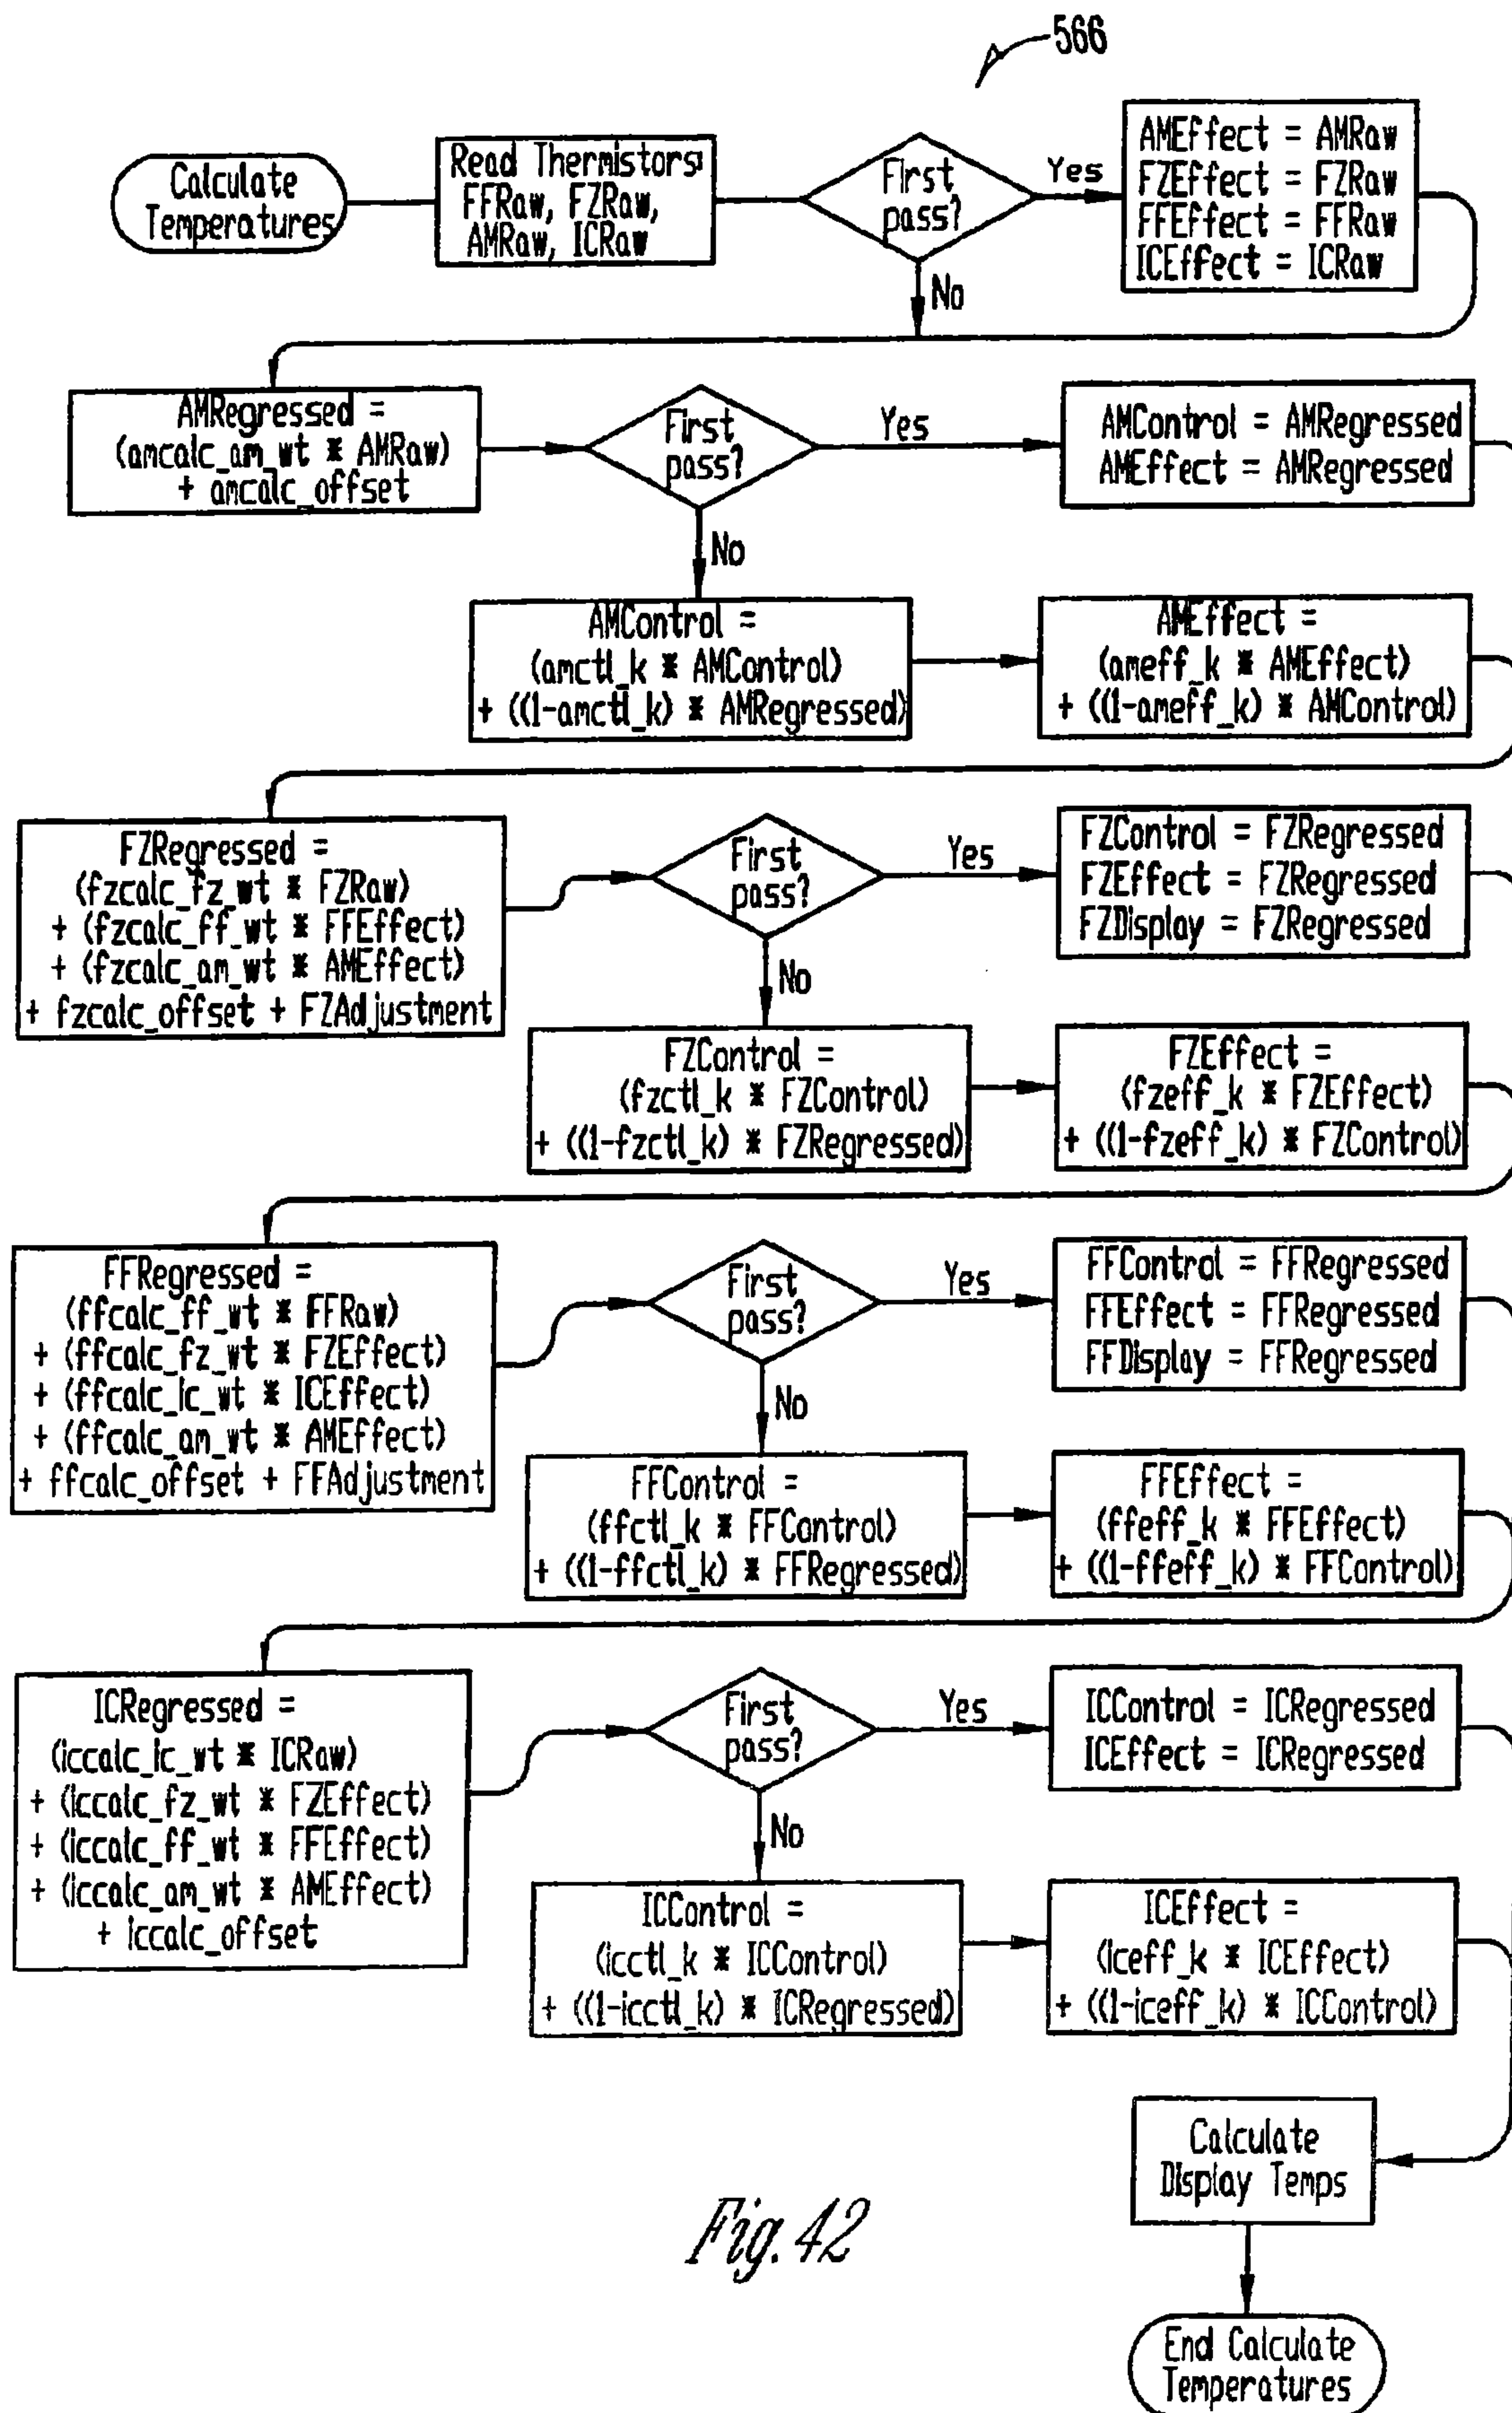 566
Calculate
Temperatures
Read Thermistors:
FFRaw, FZRaw,
AMRaw, ICRaw
First
pass?
Yes
No
AMEffect = AMRaw
FZEffect = FZRaw
FFEffect = FFRaw
ICEffect = ICRaw
AMRegressed =
(amcalc_am_wt * AMRaw)
+ amcalc_offset
First
pass?
Yes
No
AMControl = AMRegressed
AMEffect = AMRegressed
AMControl =
(amctl_k * AMControl)
+ ((1-amctl_k) * AMRegressed)
AMEffect =
(ameff_k * AMEffect)
+ ((1-ameff_k) * AMControl)
FZRegressed =
(fzcalc_fz_wt * FZRaw)
+ (fzcalc_ff_wt * FFEffect)
+ (fzcalc_am_wt * AMEffect)
+ fzcalc_offset + FZAdjustment
First
pass?
Yes
No
FZControl = FZRegressed
FZEffect = FZRegressed
FZDisplay = FZRegressed
FZControl =
(fzctl_k * FZControl)
+ ((1-fzctl_k) * FZRegressed)
FZEffect =
(fzeff_k * FZEffect)
+ ((1-fzeff_k) * FZControl)
FFRegressed =
(ffcalc_ff_wt * FFRaw)
+ (ffcalc_fz_wt * FZEffect)
+ (ffcalc_ic_wt * ICEffect)
+ (ffcalc_am_wt * AMEffect)
+ ffcalc_offset + FFAdjustment
First
pass?
Yes
No
FFControl = FFRegressed
FFEffect = FFRegressed
FFDisplay = FFRegressed
FFControl =
(ffctl_k * FFControl)
+ ((1-ffctl_k) * FFRegressed)
FFEffect =
(ffeff_k * FFEffect)
+ ((1-ffeff_k) * FFControl)
ICRegressed =
(iccalc_ic_wt * ICRaw)
+ (iccalc_fz_wt * FZEffect)
+ (iccalc_ff_wt * FFEffect)
+ (iccalc_am_wt * AMEffect)
+ iccalc_offset
First
pass?
Yes
No
ICControl = ICRegressed
ICEffect = ICRegressed
ICControl =
(icctl_k * ICControl)
+ ((1-icctl_k) * ICRegressed)
ICEffect =
(iceff_k * ICEffect)
+ ((1-iceff_k) * ICControl)
Calculate
Display Temps
End Calculate
Temperatures
Fig. 42